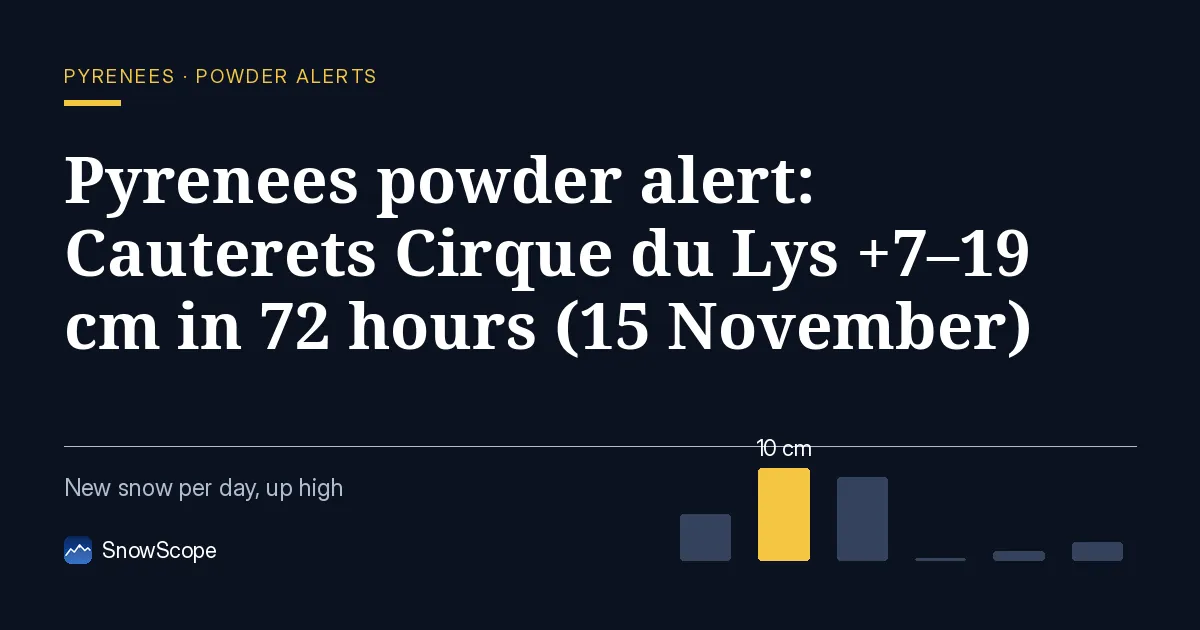 PYRENEES · POWDER ALERTS
Pyrenees powder alert:
Cauterets Cirque du Lys +7–19
cm in 72 hours (15 November)
10 cm
New snow per day, up high
SnowScope